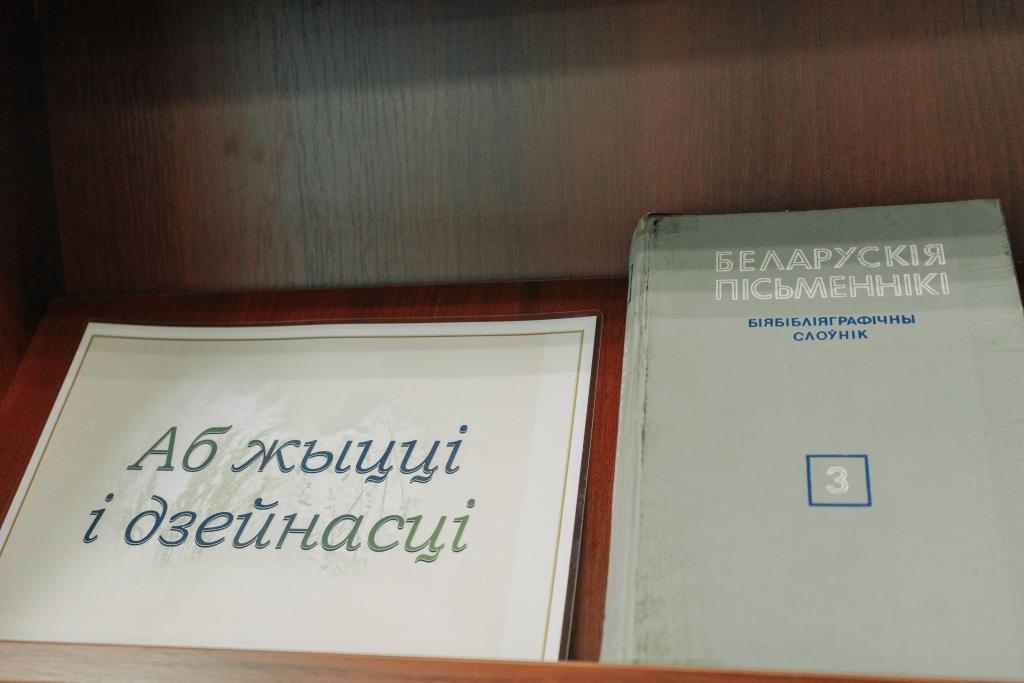 Аб жыцці
і дзейнасці
БЕЛАРУСКІЯ
ПІСЬМЕННІКІ
БІЯБІБЛІЯГРАФІЧНЫ
СЛОЎНІК
3